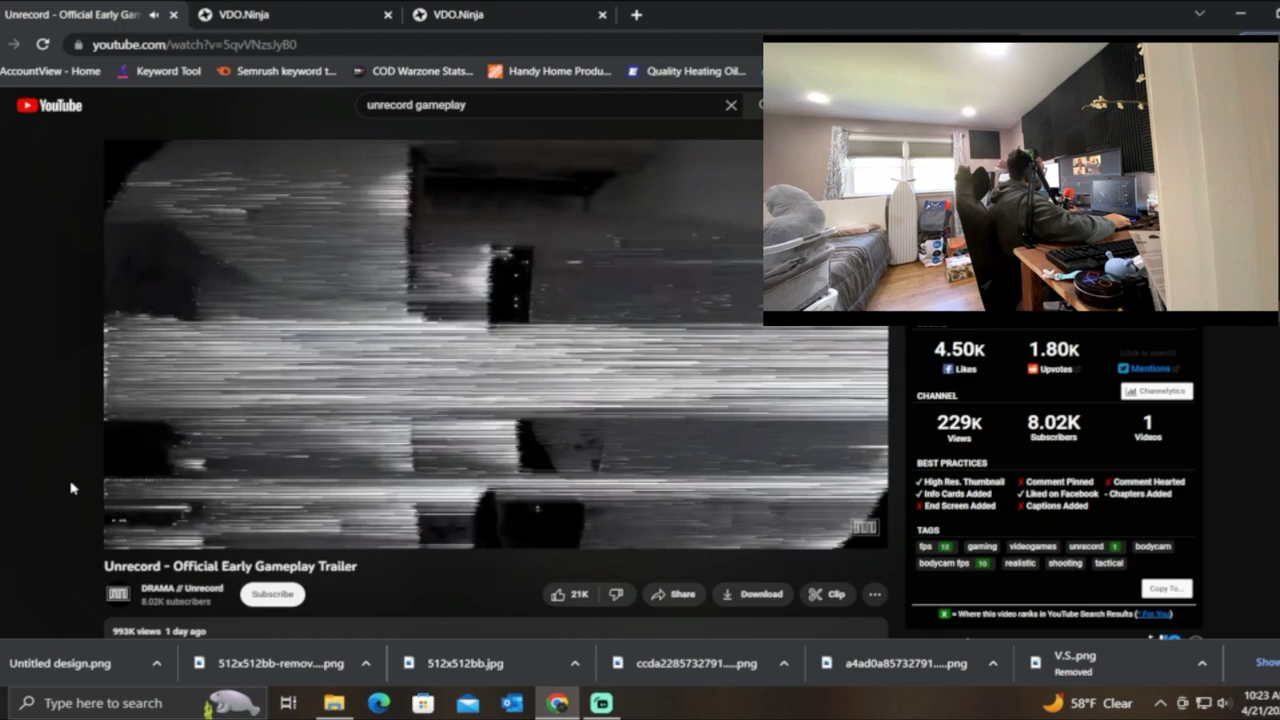 Unrecord - Official Early Gam
VDO.Ninja
VDO.Ninja
youtube.com/watch?v=5qvVNzsJyB0
AccountView - Home
Keyword Tool
Semrush keyword t...
COD Warzone Stats...
Handy Home Produ...
Quality Heating Oil...
YouTube
unrecord gameplay
4.50K
1.80K
Likes
Upvotes
Mentions
Channelytics
CHANNEL
229K
8.02K
1
Views
Subscribers
Videos
BEST PRACTICES
✓ High Res. Thumbnail
✗ Comment Pinned
✗ Comment Hearted
✓ Info Cards Added
✓ Liked on Facebook
- Chapters Added
✗ End Screen Added
✗ Captions Added
TAGS
fps 12 gaming videogames unrecord 1 bodycam
bodycam fps 10 realistic shooting tactical
Copy To...
X = Where this video ranks in YouTube Search Results (* For You)
Unrecord - Official Early Gameplay Trailer
DRAMA // Unrecord
8.02K subscribers
Subscribe
21K
Share
Download
Clip
993K views 1 day ago
Untitled design.png
512x512bb-remov....png
512x512bb.jpg
ccda2285732791.....png
a4ad0a85732791.....png
V.S..png
Removed
Show
Type here to search
58°F Clear
10:23 A
4/21/20